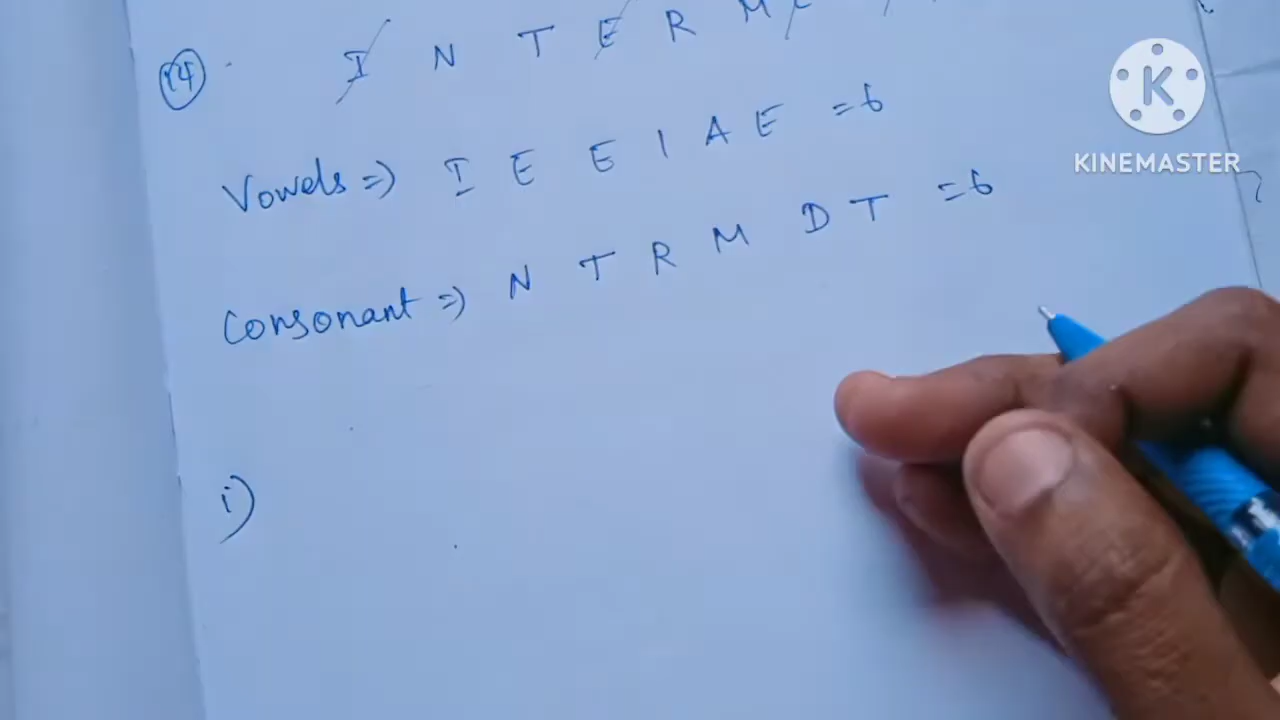 14 I N T E R M
Vowels => I E E I A E = 6
Consonant => N T R M D T = 6
i)
K
KINEMASTER